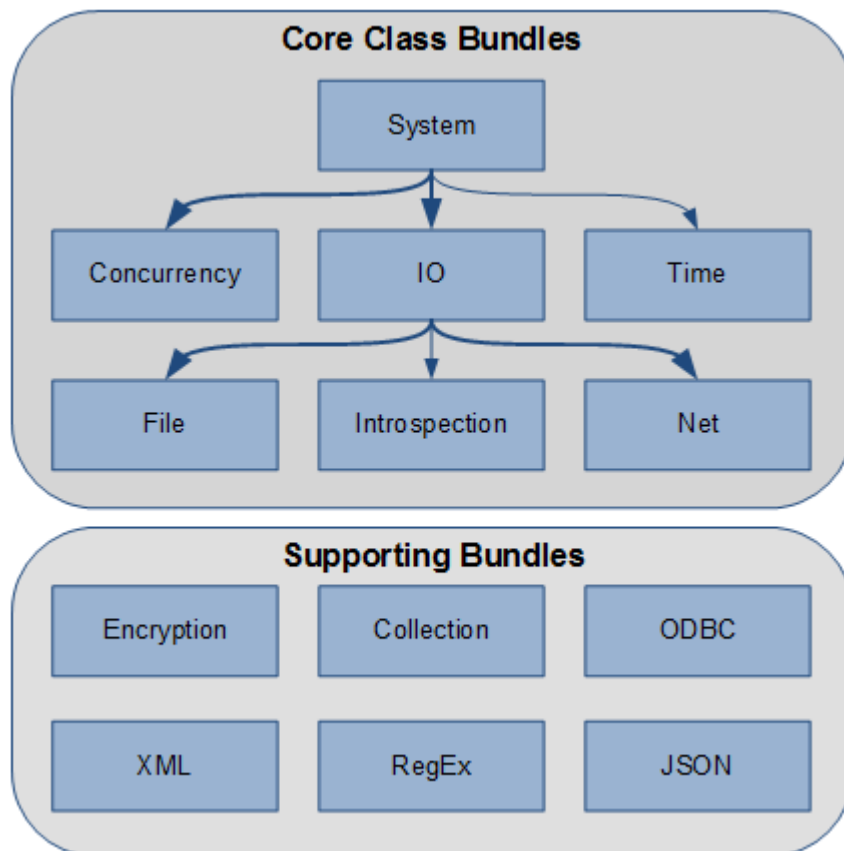 Core Class Bundles
System
Concurrency
IO
Time
File
Introspection
Net
Supporting Bundles
Encryption
Collection
ODBC
XML
RegEx
JSON